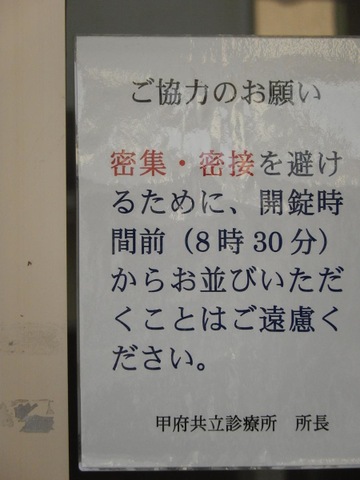 ご協力のお願い
密集・密接を避け
るために、開錠時
間前（8時30分）
からお並びいただ
くことはご遠慮く
ださい。
甲府共立診療所　所長